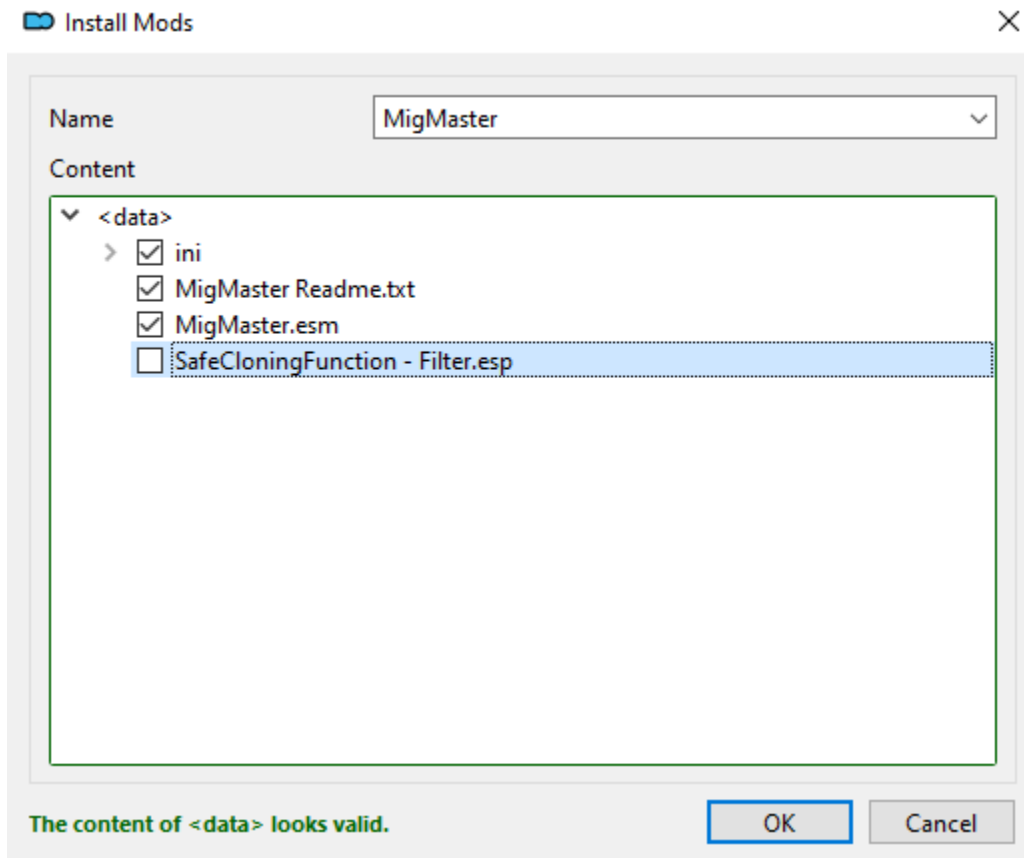 Install Mods
Name
MigMaster
Content
<data>
ini
MigMaster Readme.txt
MigMaster.esm
SafeCloningFunction - Filter.esp
The content of <data> looks valid.
OK
Cancel